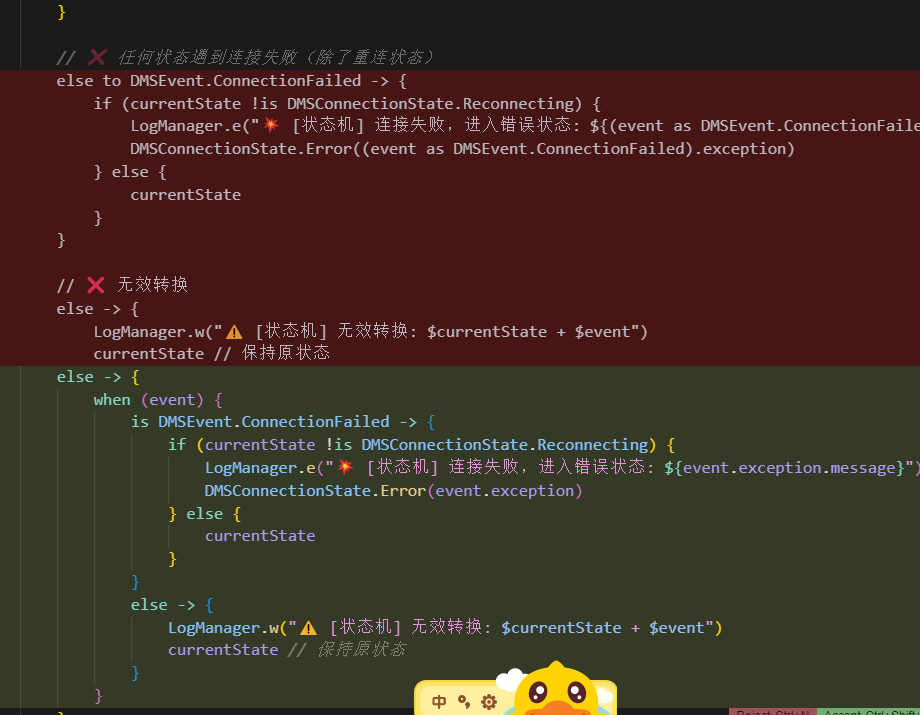 }
// ❌ 任何状态遇到连接失败（除了重连状态）
else to DMSEvent.ConnectionFailed -> {
if (currentState !is DMSConnectionState.Reconnecting) {
LogManager.e("💥 [状态机] 连接失败，进入错误状态: ${(event as DMSEvent.ConnectionFaile
DMSConnectionState.Error((event as DMSEvent.ConnectionFailed).exception)
} else {
currentState
}
}
// ❌ 无效转换
else -> {
LogManager.w("⚠️ [状态机] 无效转换: $currentState + $event")
currentState // 保持原状态
else -> {
when (event) {
is DMSEvent.ConnectionFailed -> {
if (currentState !is DMSConnectionState.Reconnecting) {
LogManager.e("💥 [状态机] 连接失败，进入错误状态: ${event.exception.message}")
DMSConnectionState.Error(event.exception)
} else {
currentState
}
}
else -> {
LogManager.w("⚠️ [状态机] 无效转换: $currentState + $event")
currentState // 保持原状态
}
}
中
Reject Ctrl+N Accept Ctrl+Shift